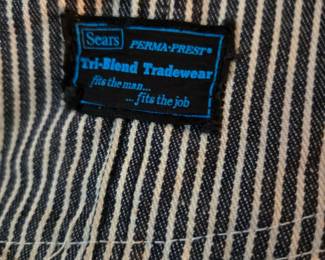 Sears PERMA-PREST®
Tri-Blend Tradewear
fits the man...
...fits the job